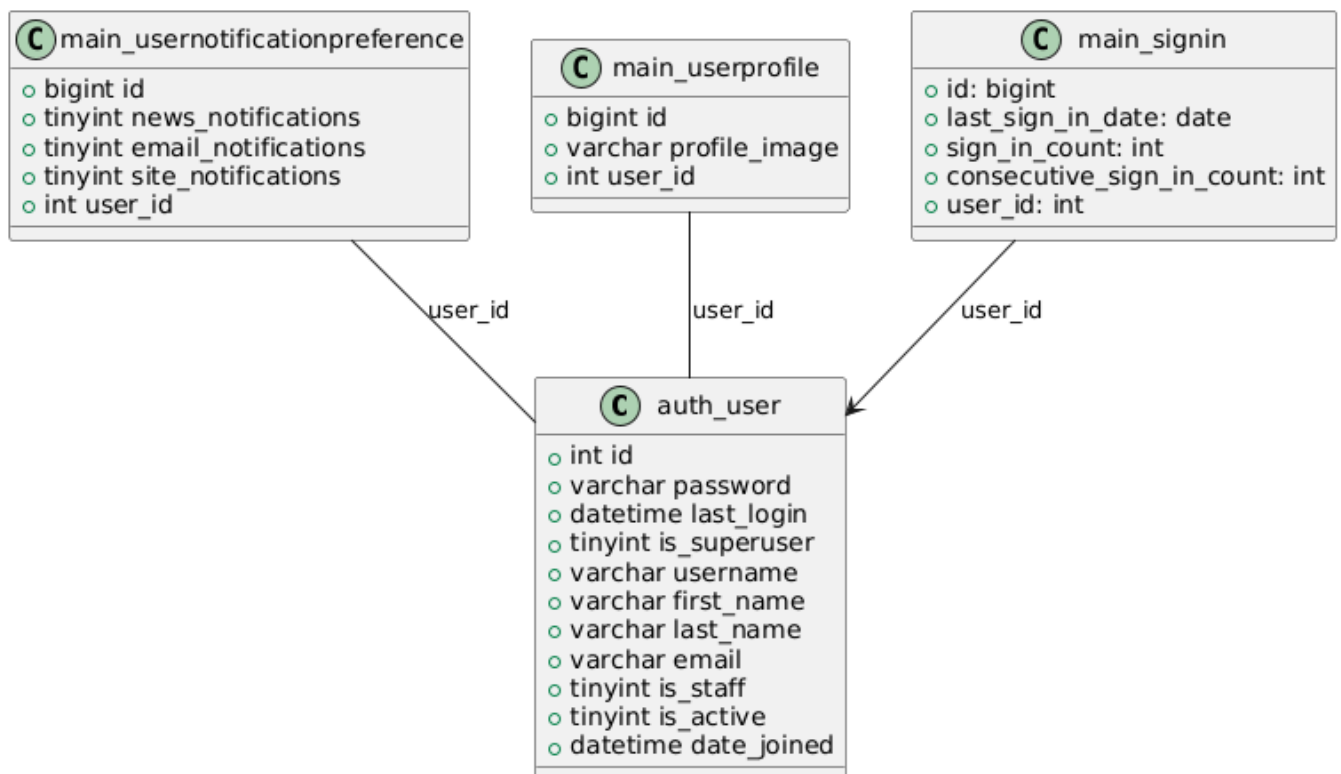 C main_usernotificationpreference
bigint id
tinyint news_notifications
tinyint email_notifications
tinyint site_notifications
int user_id
C main_userprofile
bigint id
varchar profile_image
int user_id
C main_signin
id: bigint
last_sign_in_date: date
sign_in_count: int
consecutive_sign_in_count: int
user_id: int
user_id
user_id
user_id
C auth_user
int id
varchar password
datetime last_login
tinyint is_superuser
varchar username
varchar first_name
varchar last_name
varchar email
tinyint is_staff
tinyint is_active
datetime date_joined